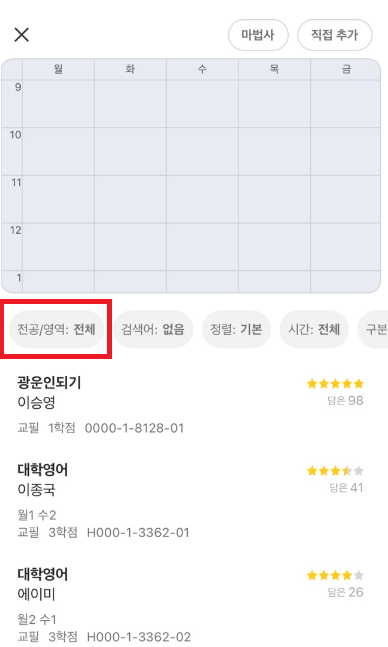 마법사 직접 추가
월 화 수 목 금
9
10
11
12
1
전공/영역: 전체 검색어: 없음 정렬: 기본 시간: 전체 구분
광운인되기
이승영
담은 98
교필 1학점 0000-1-8128-01
대학영어
이종국
담은 41
월1 수2
교필 3학점 H000-1-3362-01
대학영어
에이미
담은 26
월2 수1
교필 3학점 H000-1-3362-02